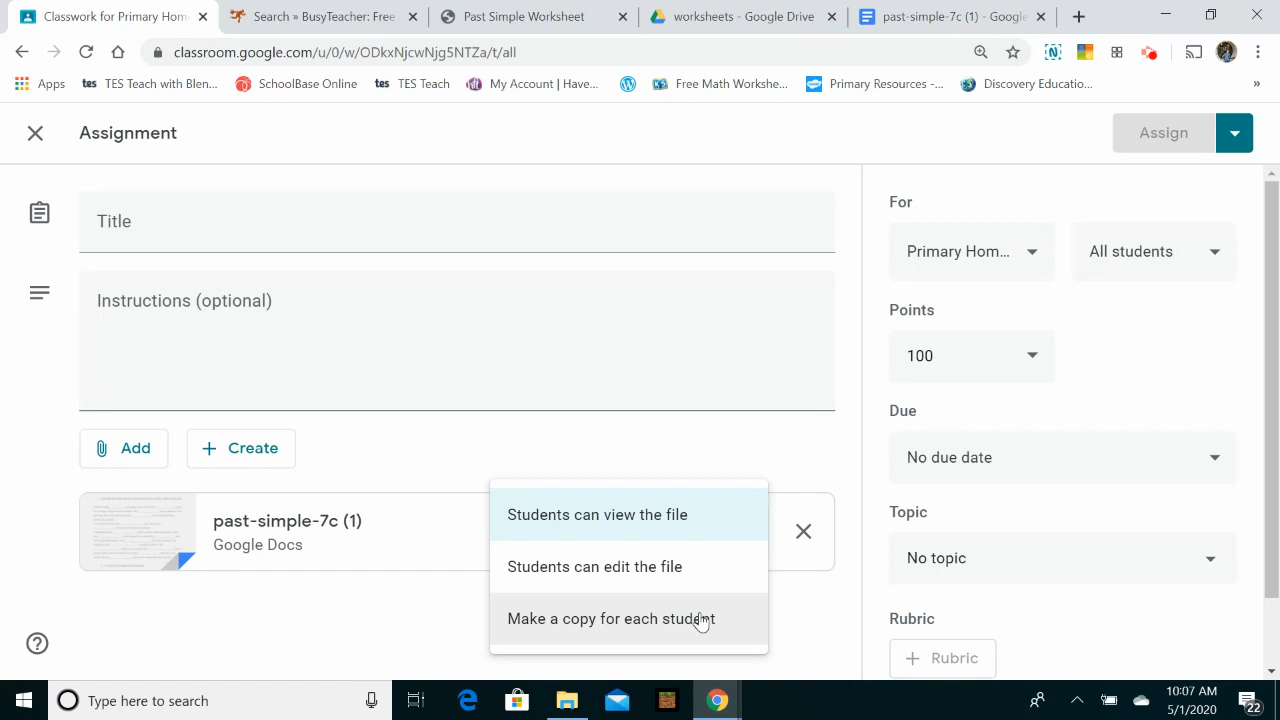 Classroom for Primary Home
Search » BusyTeacher: Free
Past Simple Worksheet
worksheets - Google Drive
past-simple-7c (1) - Google
classroom.google.com/u/0/w/ODkxNjcwNjg5NTZa/t/all
Apps
tes TES Teach with Blen...
SchoolBase Online
tes TES Teach
My Account | Have...
Free Math Workshe...
Primary Resources -...
Discovery Educatio...
»
Assignment
Assign
Title
Instructions (optional)
Add
Create
past-simple-7c (1)
Google Docs
Students can view the file
Students can edit the file
Make a copy for each student
For
Primary Hom...
All students
Points
100
Due
No due date
Topic
No topic
Rubric
+ Rubric
Type here to search
10:07 AM
5/1/2020
22